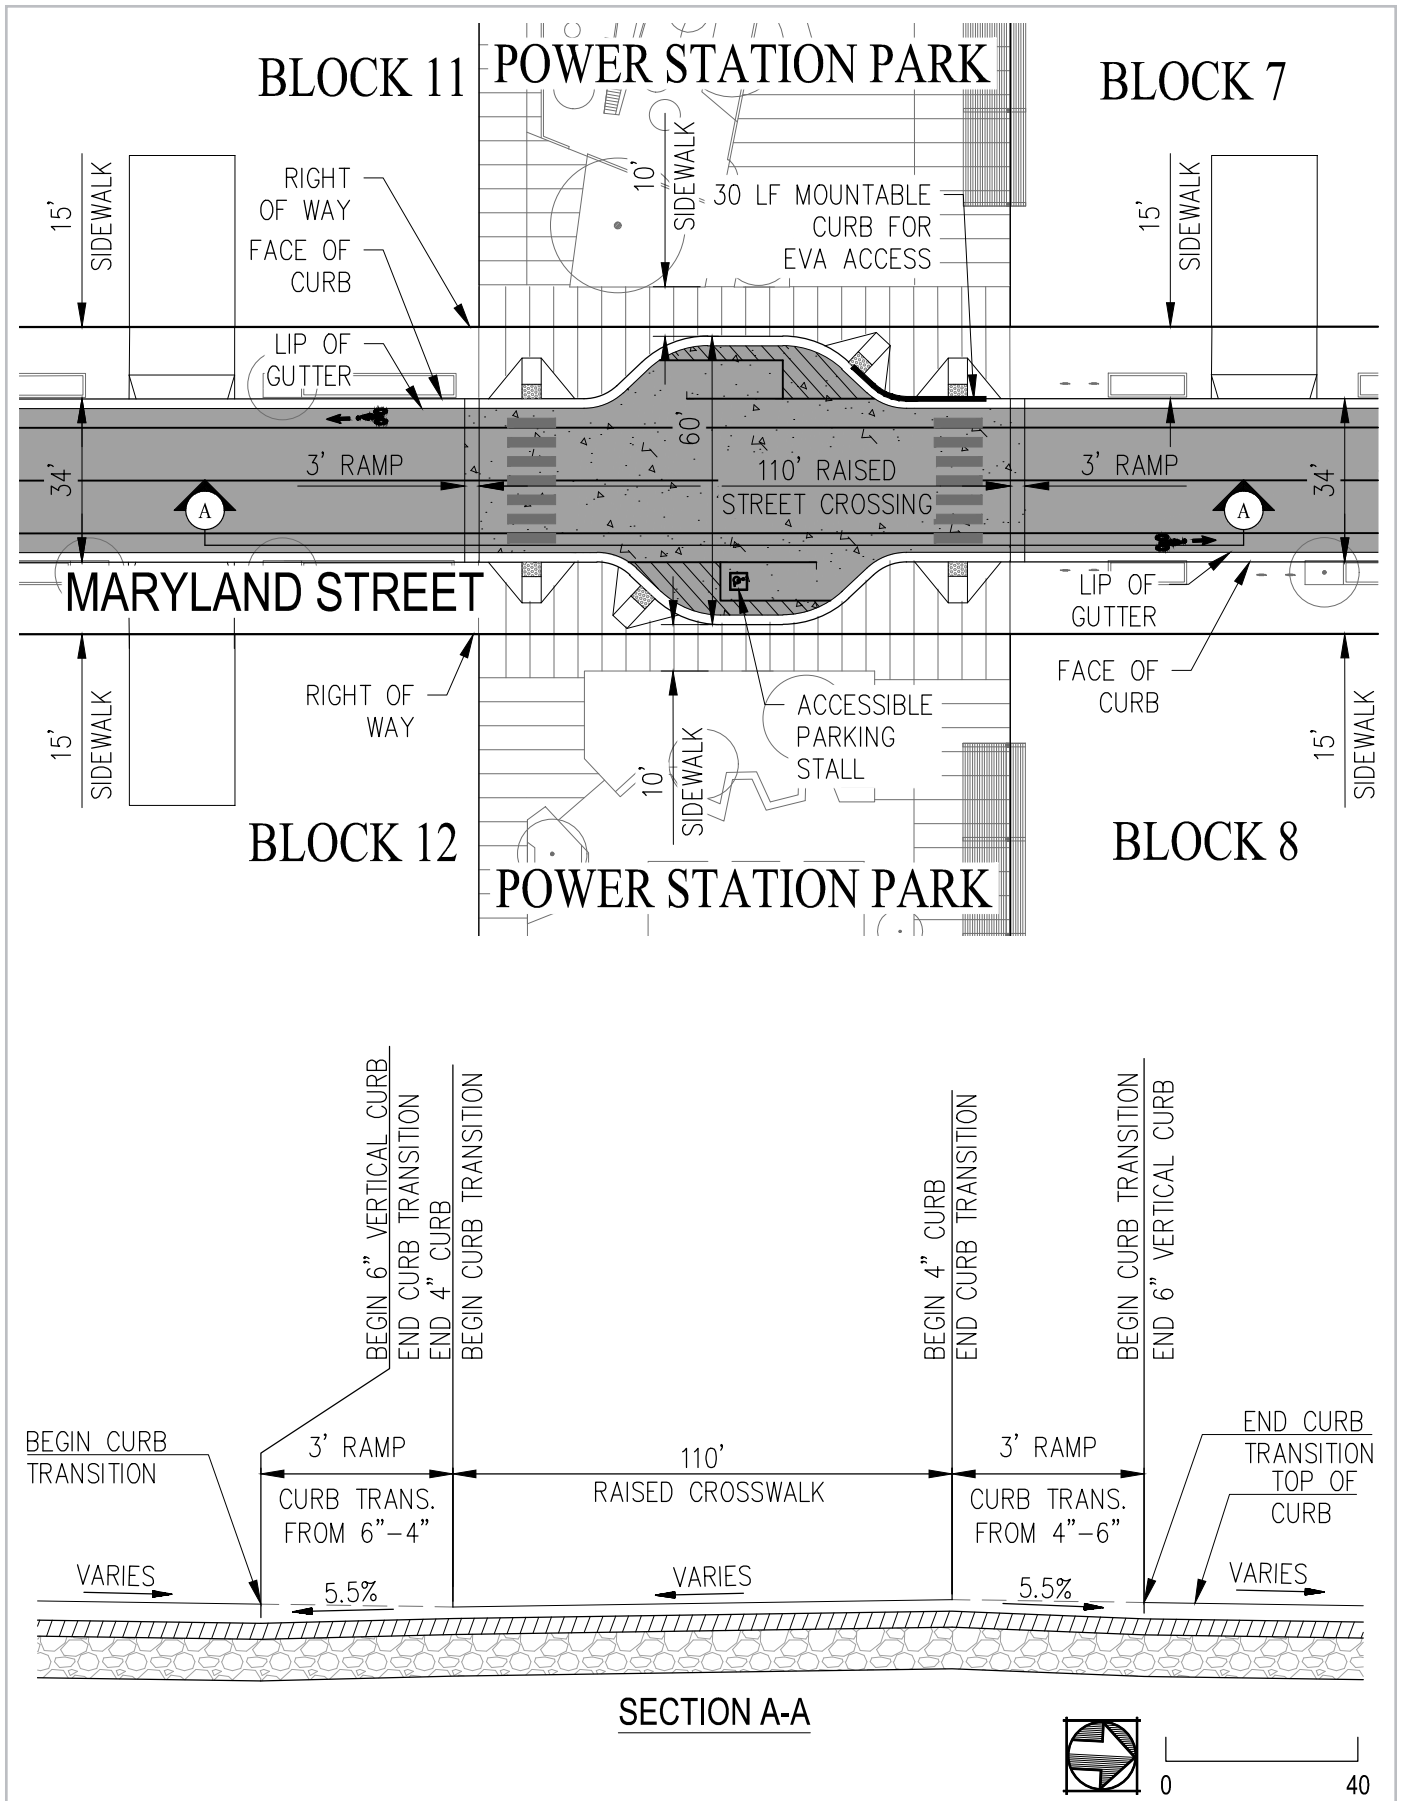 BLOCK 11
POWER STATION PARK
BLOCK 7
15'
SIDEWALK
RIGHT
OF WAY
FACE OF
CURB
LIP OF
GUTTER
10'
SIDEWALK
30 LF MOUNTABLE
CURB FOR
EVA ACCESS
15'
SIDEWALK
34'
3' RAMP
A
60'
110' RAISED
STREET CROSSING
3' RAMP
A
34'
MARYLAND STREET
LIP OF
GUTTER
FACE OF
CURB
RIGHT OF
WAY
15'
SIDEWALK
10'
SIDEWALK
ACCESSIBLE
PARKING
STALL
15'
SIDEWALK
BLOCK 12
BLOCK 8
POWER STATION PARK
BEGIN 6" VERTICAL CURB
END CURB TRANSITION
END 4" CURB
BEGIN CURB TRANSITION
BEGIN 4" CURB
END CURB TRANSITION
BEGIN CURB TRANSITION
END 6" VERTICAL CURB
BEGIN CURB
TRANSITION
3' RAMP
CURB TRANS.
FROM 6"-4"
110'
RAISED CROSSWALK
3' RAMP
CURB TRANS.
FROM 4"-6"
END CURB
TRANSITION
TOP OF
CURB
VARIES
5.5%
VARIES
5.5%
VARIES
SECTION A-A
0 40